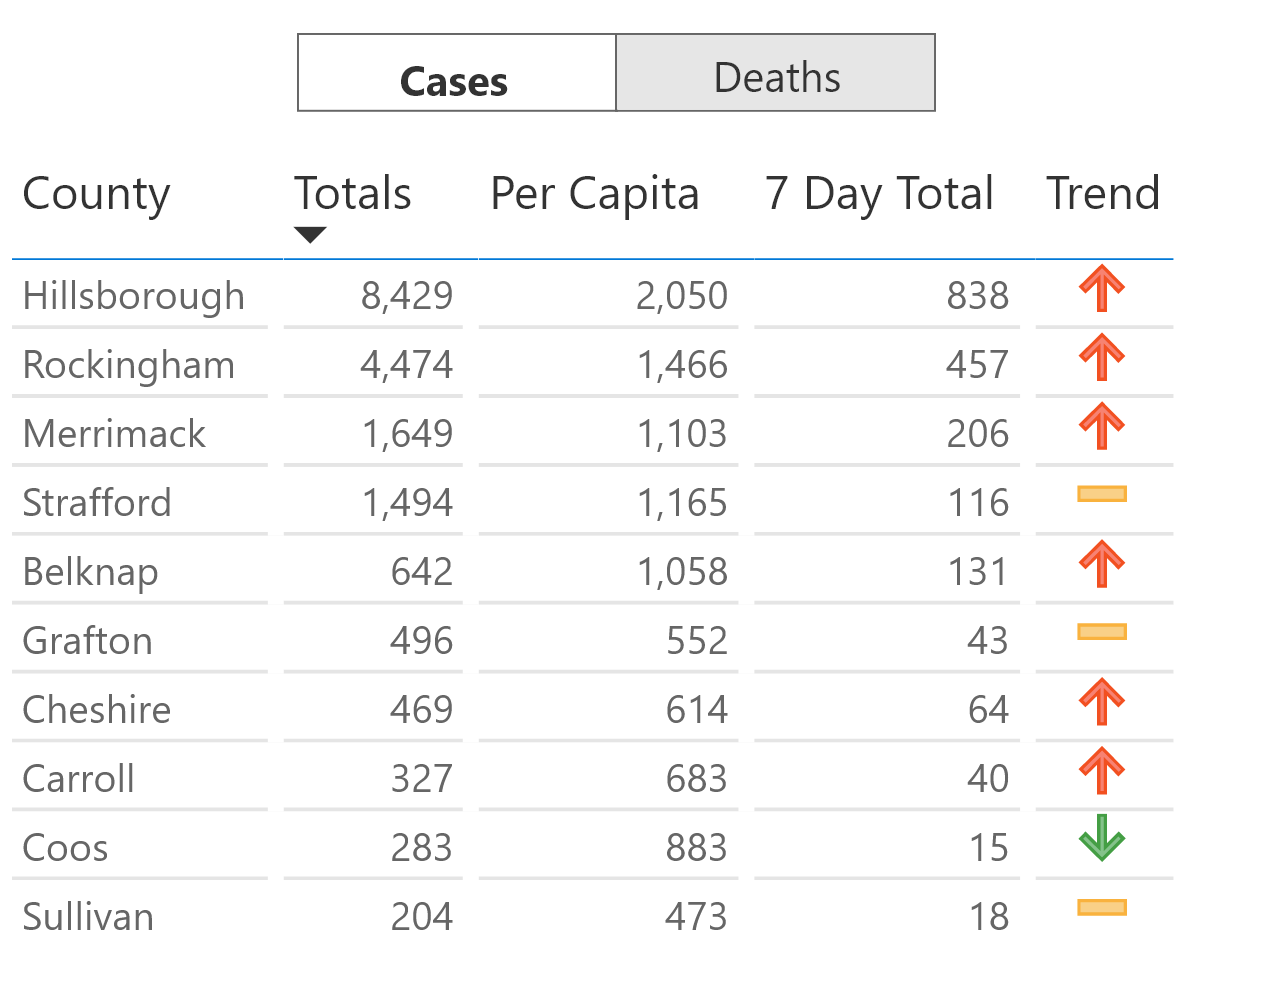 Cases Deaths
County Totals Per Capita 7 Day Total Trend
Hillsborough 8,429 2,050 838
Rockingham 4,474 1,466 457
Merrimack 1,649 1,103 206
Strafford 1,494 1,165 116
Belknap 642 1,058 131
Grafton 496 552 43
Cheshire 469 614 64
Carroll 327 683 40
Coos 283 883 15
Sullivan 204 473 18